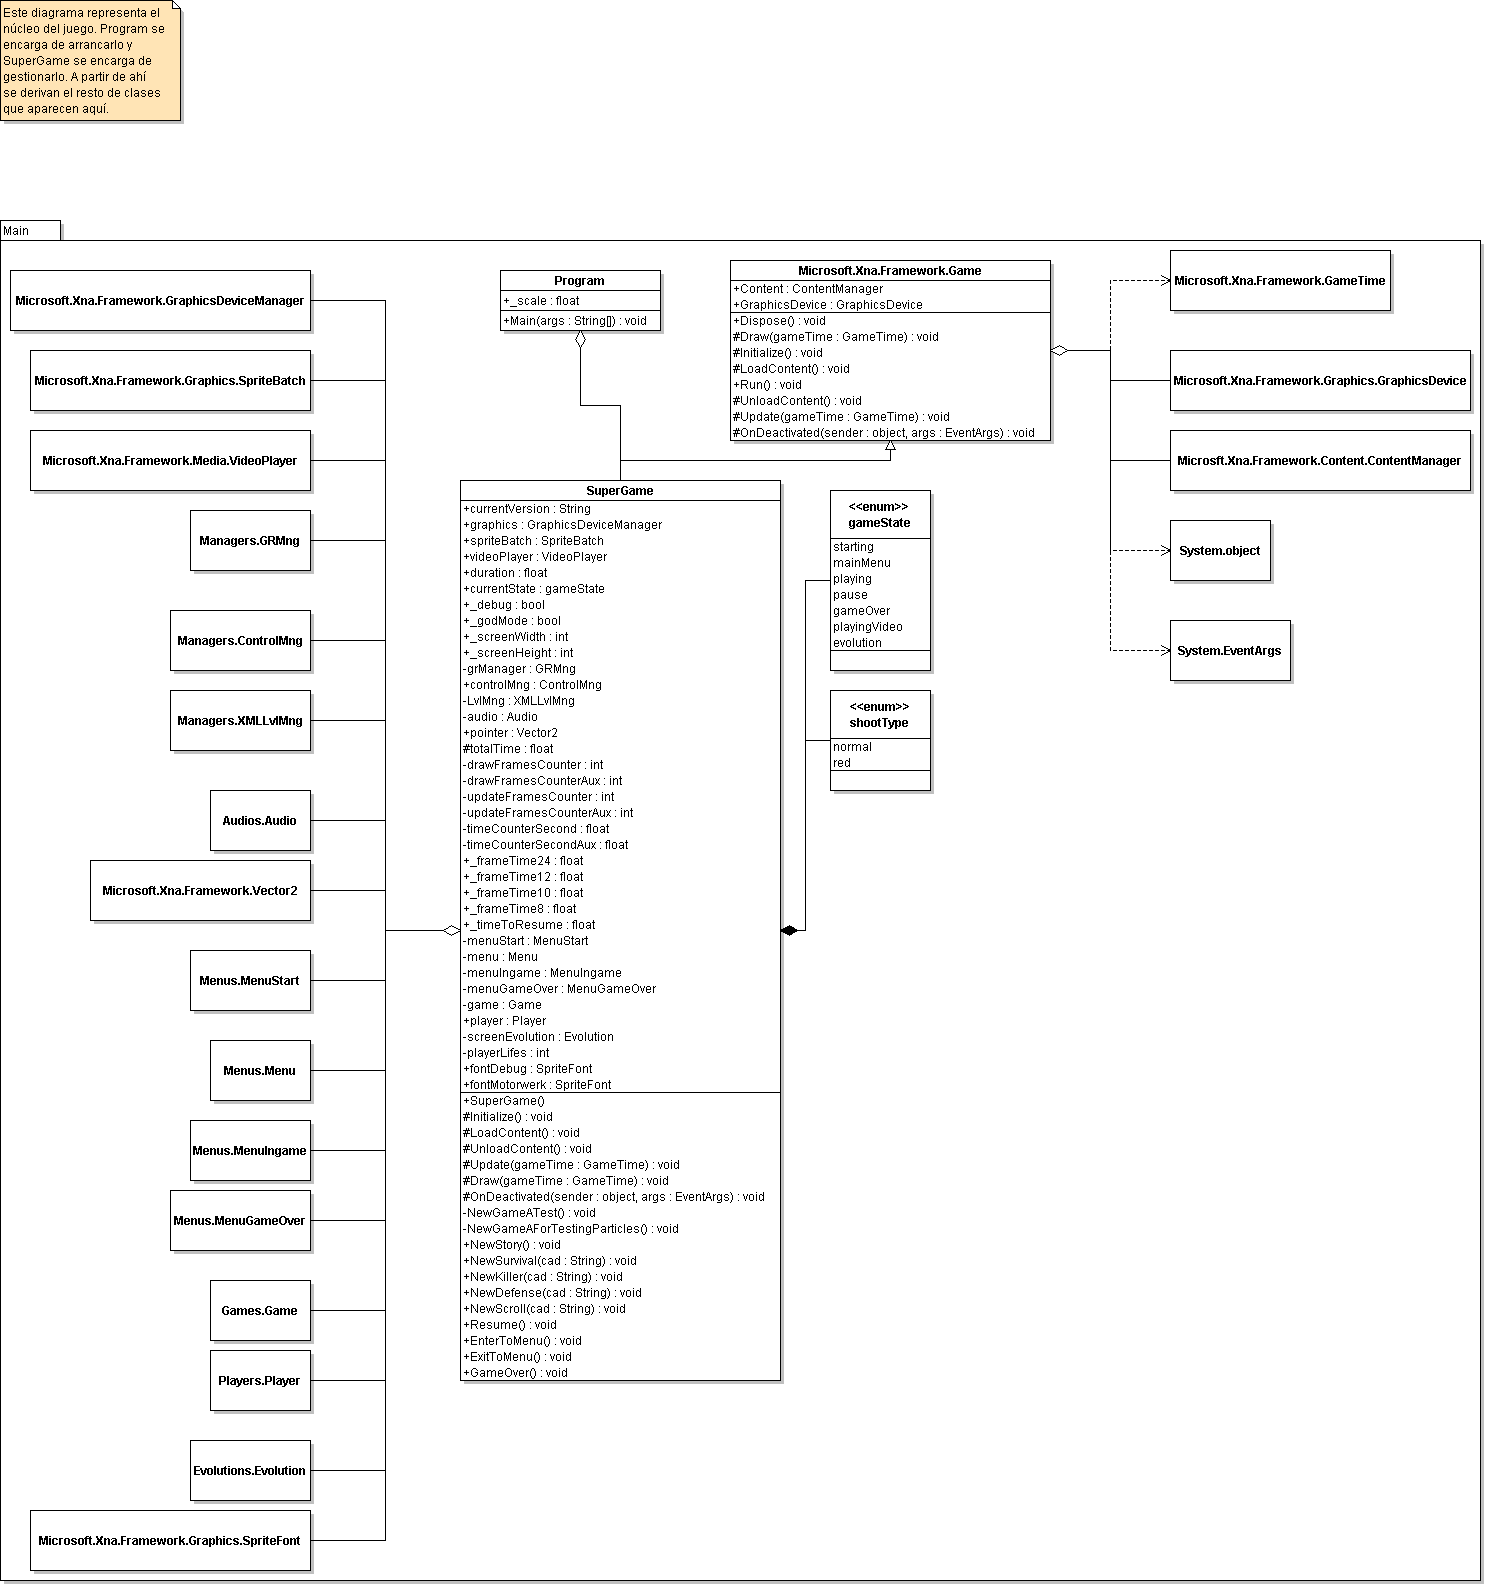 Este diagrama representa el
núcleo del juego. Program se
encarga de arrancarlo y
SuperGame se encarga de
gestionarlo. A partir de ahí
se derivan el resto de clases
que aparecen aquí.
Main
Microsoft.Xna.Framework.GraphicsDeviceManager
Microsoft.Xna.Framework.Graphics.SpriteBatch
Microsoft.Xna.Framework.Media.VideoPlayer
Managers.GRMng
Managers.ControlMng
Managers.XMLLvlMng
Audios.Audio
Microsoft.Xna.Framework.Vector2
Menus.MenuStart
Menus.Menu
Menus.MenuIngame
Menus.MenuGameOver
Games.Game
Players.Player
Evolutions.Evolution
Microsoft.Xna.Framework.Graphics.SpriteFont
Program
+_scale : float
+Main(args : String[]) : void
Microsoft.Xna.Framework.Game
+Content : ContentManager
+GraphicsDevice : GraphicsDevice
+Dispose() : void
#Draw(gameTime : GameTime) : void
#Initialize() : void
#LoadContent() : void
+Run() : void
#UnloadContent() : void
#Update(gameTime : GameTime) : void
#OnDeactivated(sender : object, args : EventArgs) : void
SuperGame
+currentVersion : String
+graphics : GraphicsDeviceManager
+spriteBatch : SpriteBatch
+videoPlayer : VideoPlayer
+duration : float
+currentState : gameState
+_debug : bool
+_godMode : bool
+_screenWidth : int
+_screenHeight : int
-grManager : GRMng
+controlMng : ControlMng
-LvlMng : XMLLvlMng
-audio : Audio
+pointer : Vector2
#totalTime : float
-drawFramesCounter : int
-drawFramesCounterAux : int
-updateFramesCounter : int
-updateFramesCounterAux : int
-timeCounterSecond : float
-timeCounterSecondAux : float
+_frameTime24 : float
+_frameTime12 : float
+_frameTime10 : float
+_frameTime8 : float
+_timeToResume : float
-menuStart : MenuStart
-menu : Menu
-menuIngame : MenuIngame
-menuGameOver : MenuGameOver
-game : Game
+player : Player
-screenEvolution : Evolution
-playerLifes : int
+fontDebug : SpriteFont
+fontMotorwerk : SpriteFont
+SuperGame()
#Initialize() : void
#LoadContent() : void
#UnloadContent() : void
#Update(gameTime : GameTime) : void
#Draw(gameTime : GameTime) : void
#OnDeactivated(sender : object, args : EventArgs) : void
-NewGameATest() : void
-NewGameAForTestingParticles() : void
+NewStory() : void
+NewSurvival(cad : String) : void
+NewKiller(cad : String) : void
+NewDefense(cad : String) : void
+NewScroll(cad : String) : void
+Resume() : void
+EnterToMenu() : void
+ExitToMenu() : void
+GameOver() : void
<<enum>>
gameState
starting
mainMenu
playing
pause
gameOver
playingVideo
evolution
<<enum>>
shootType
normal
red
Microsoft.Xna.Framework.GameTime
Microsoft.Xna.Framework.Graphics.GraphicsDevice
Microsft.Xna.Framework.Content.ContentManager
System.object
System.EventArgs